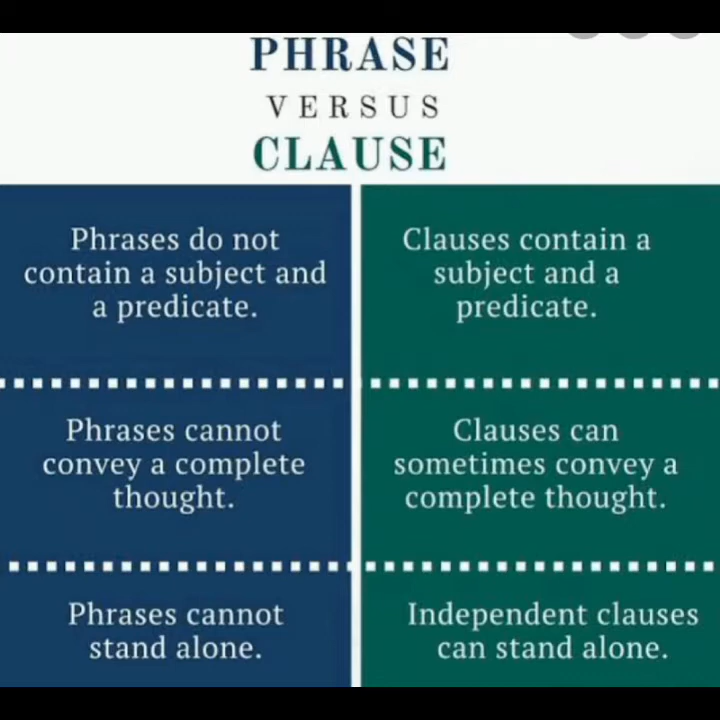 PHRASE
VERSUS
CLAUSE
Phrases do not
contain a subject and
a predicate.
Clauses contain a
subject and a
predicate.
Phrases cannot
convey a complete
thought.
Clauses can
sometimes convey a
complete thought.
Phrases cannot
stand alone.
Independent clauses
can stand alone.